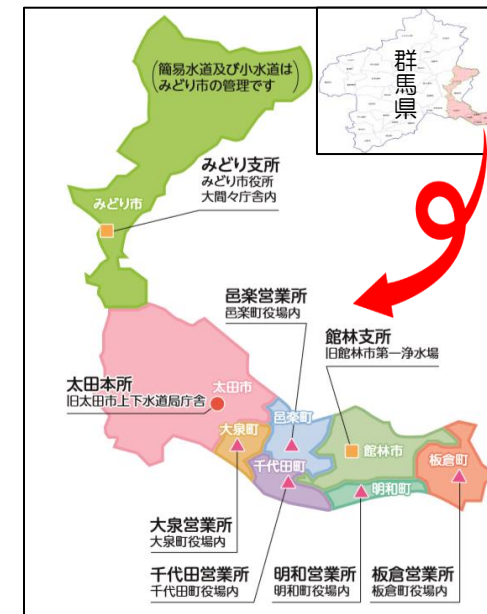 簡易水道及び小水道は
みどり市の管理です
群馬県
みどり支所
みどり市役所
大間々庁舎内
みどり市
邑楽営業所
邑楽町役場内
館林支所
旧館林市第一浄水場
太田本所
旧太田市上下水道局庁舎
太田市
邑楽町
大泉町
館林市
板倉町
千代田町
明和町
大泉営業所
大泉町役場内
千代田営業所
千代田町役場内
明和営業所
明和町役場内
板倉営業所
板倉町役場内